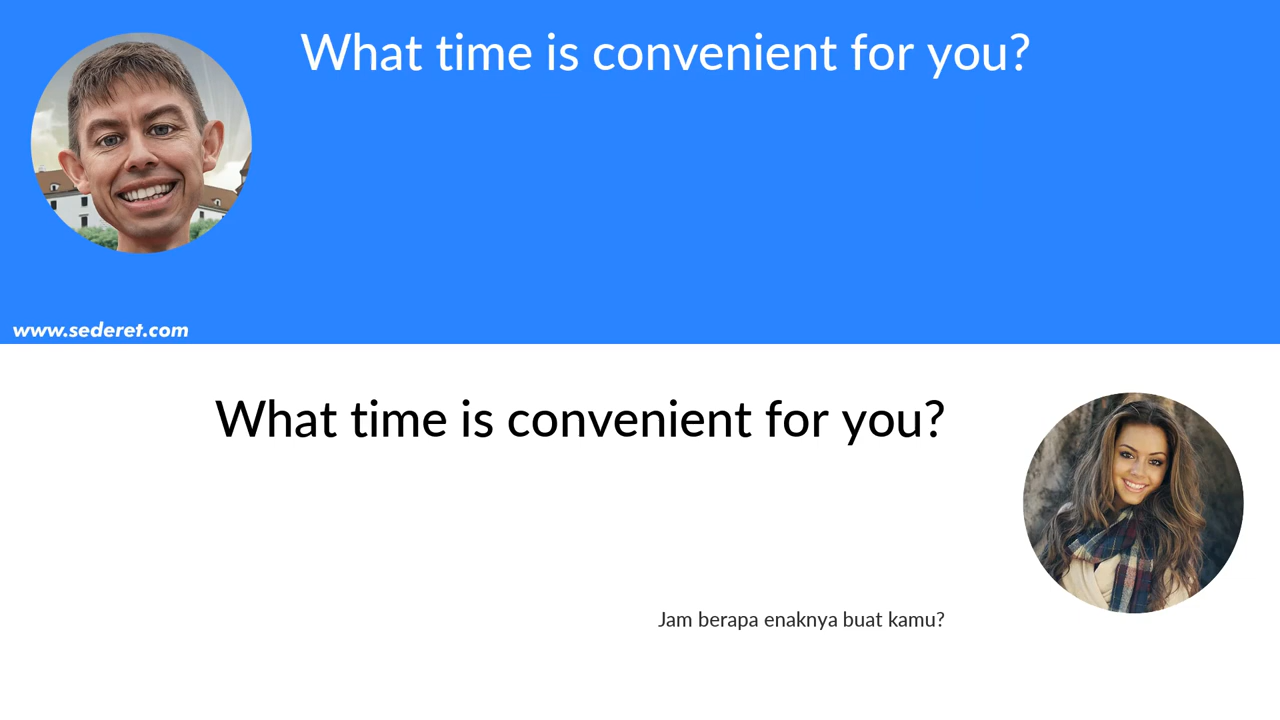 What time is convenient for you?
www.sederet.com
What time is convenient for you?
Jam berapa enaknya buat kamu?